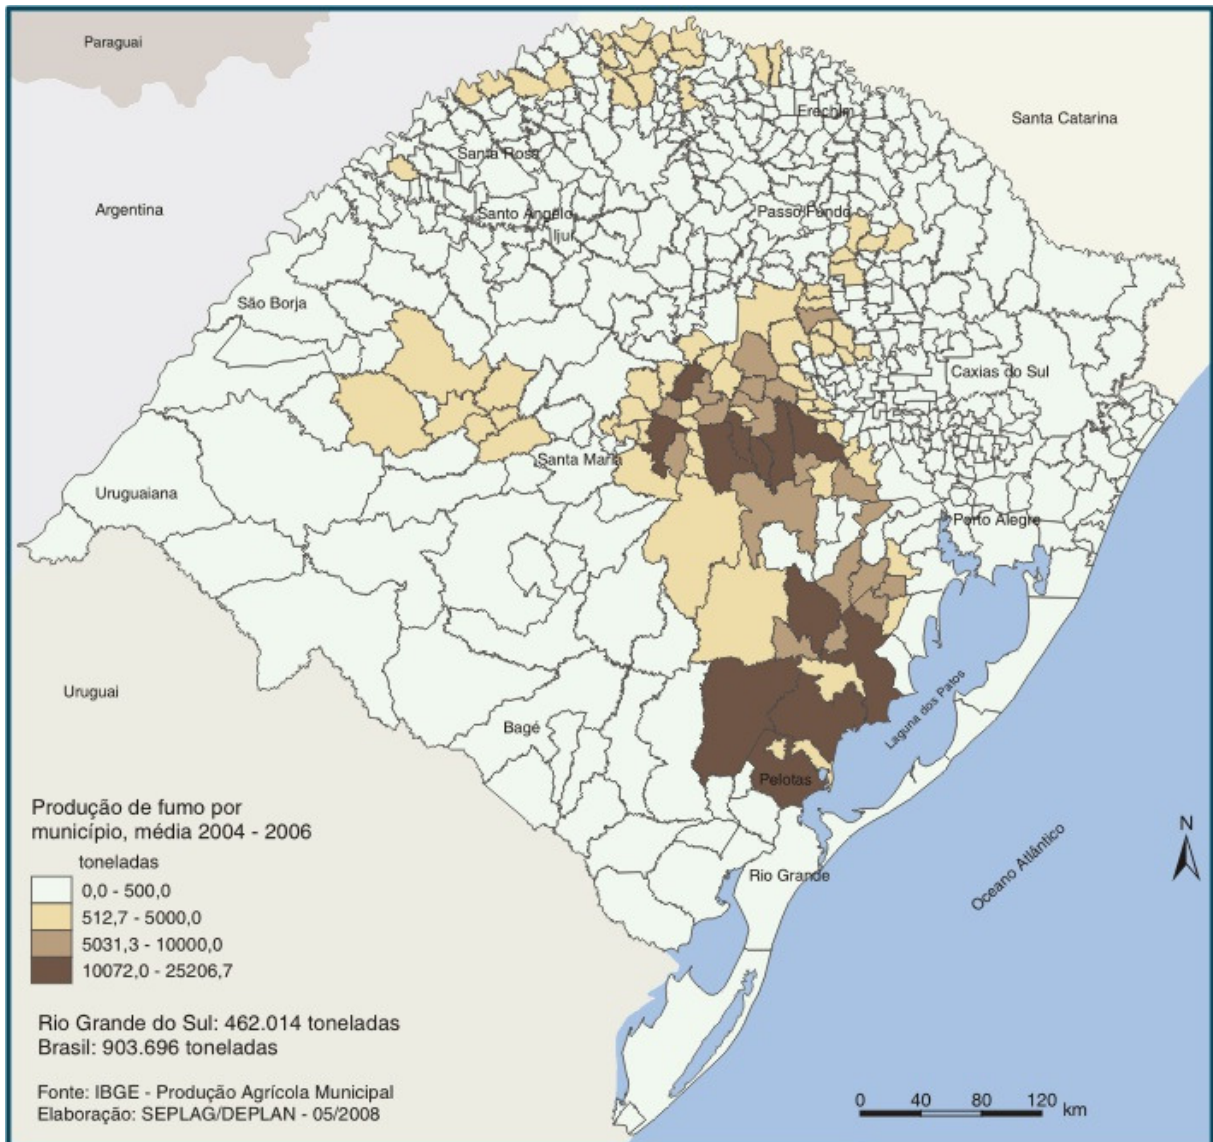 Paraguai
Santa Catarina
Erechim
Santa Rosa
Argentina
Santo Ângelo
Passo Fundo
Ijuí
São Borja
Caxias do Sul
Santa Maria
Uruguaiana
Porto Alegre
Uruguai
Laguna dos Patos
Bagé
Pelotas
Produção de fumo por
município, média 2004 - 2006
toneladas
0,0 - 500,0
512,7 - 5000,0
5031,3 - 10000,0
10072,0 - 25206,7
N
Rio Grande
Oceano Atlântico
Rio Grande do Sul: 462.014 toneladas
Brasil: 903.696 toneladas
Fonte: IBGE - Produção Agrícola Municipal
Elaboração: SEPLAG/DEPLAN - 05/2008
0 40 80 120 km